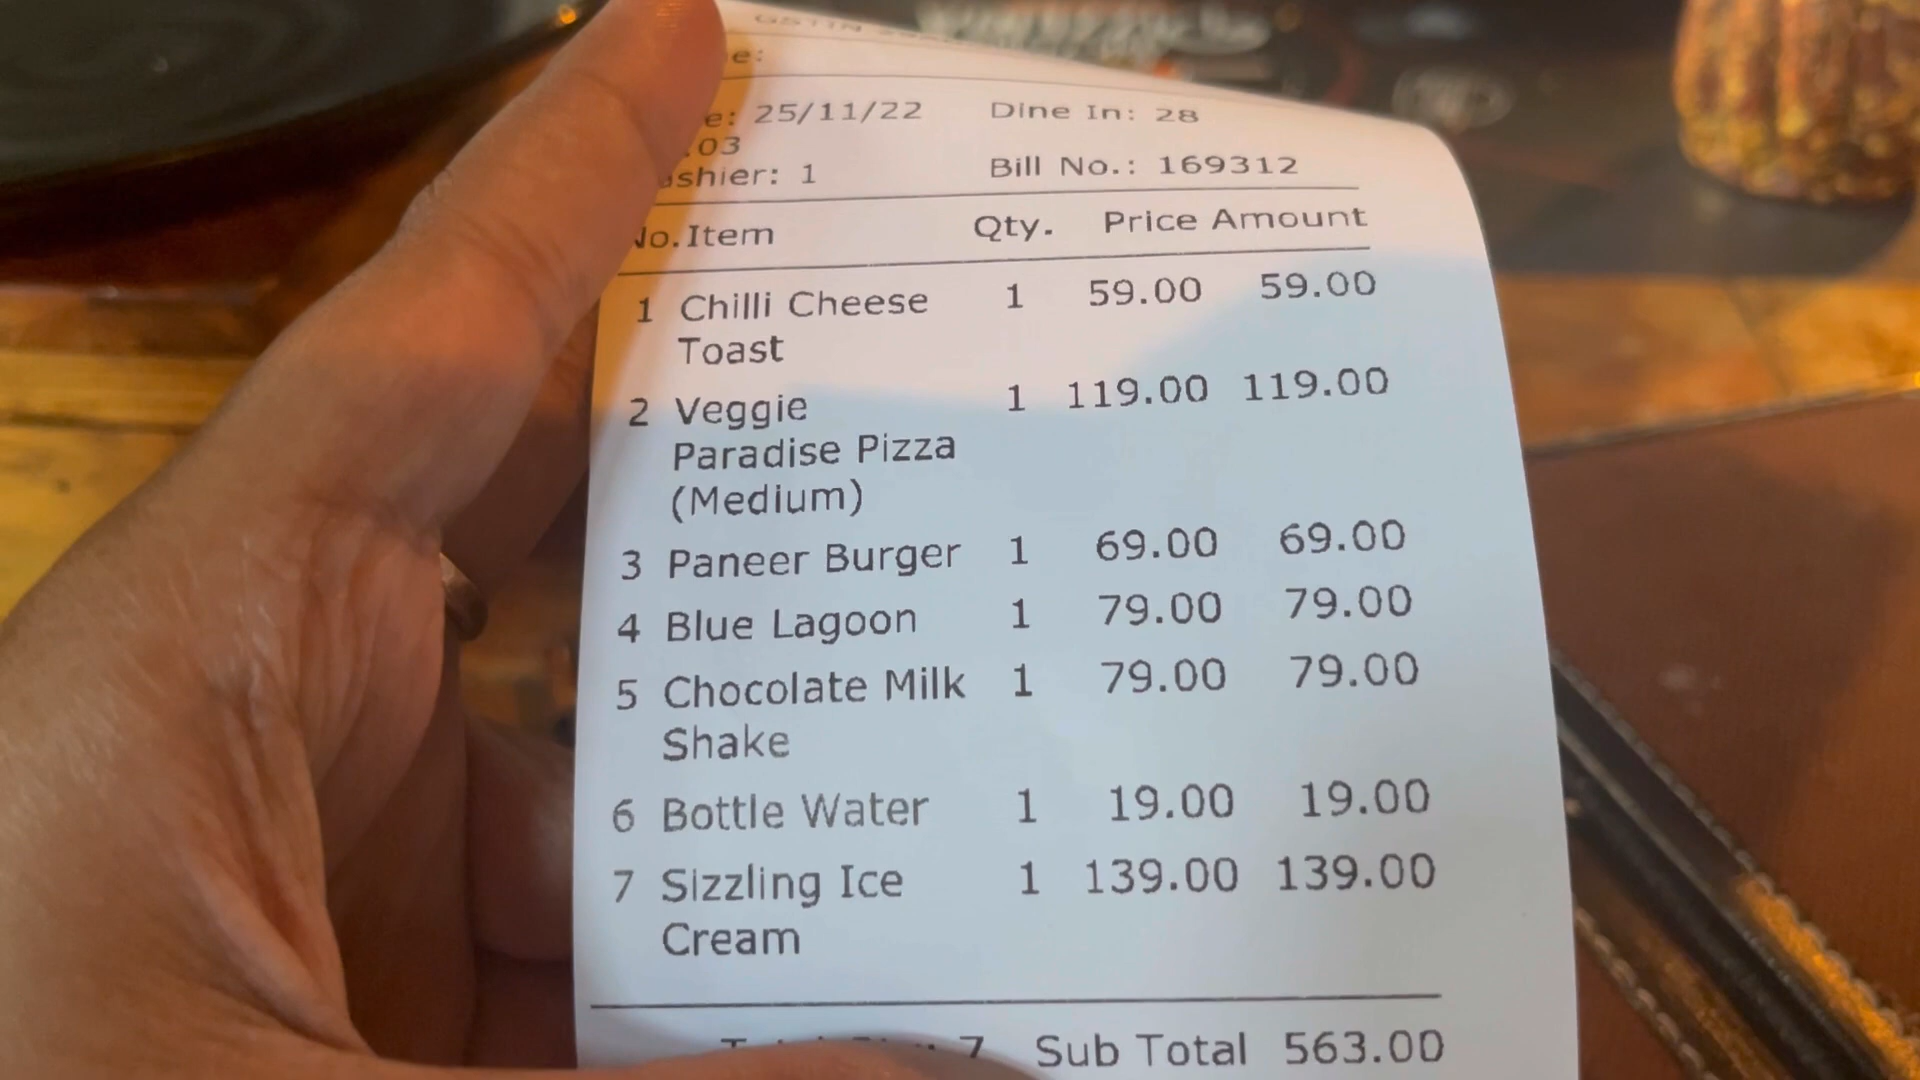 GSTIN
e:
e: 25/11/22 Dine In: 28
:03
shier: 1 Bill No.: 169312
No.Item Qty. Price Amount
1 Chilli Cheese 1 59.00 59.00
Toast
2 Veggie 1 119.00 119.00
Paradise Pizza
(Medium)
3 Paneer Burger 1 69.00 69.00
4 Blue Lagoon 1 79.00 79.00
5 Chocolate Milk 1 79.00 79.00
Shake
6 Bottle Water 1 19.00 19.00
7 Sizzling Ice 1 139.00 139.00
Cream
7 Sub Total 563.00